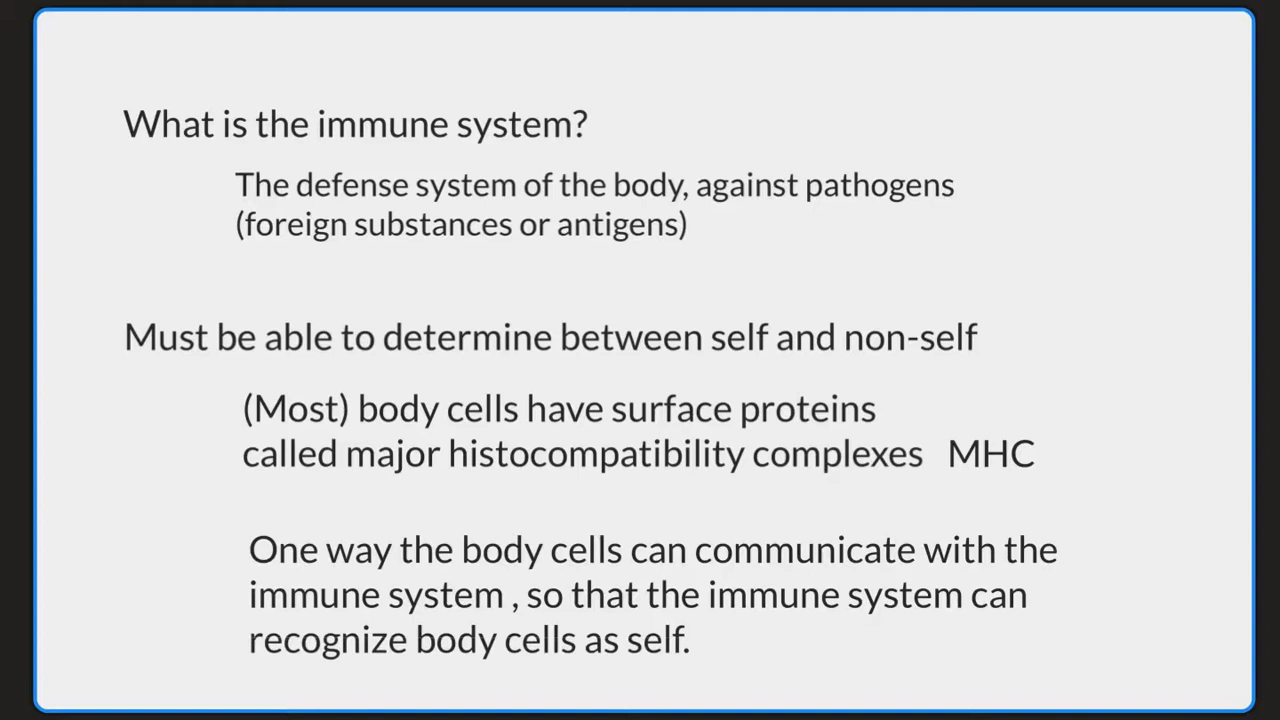 What is the immune system?
The defense system of the body, against pathogens
(foreign substances or antigens)
Must be able to determine between self and non-self
(Most) body cells have surface proteins
called major histocompatibility complexes MHC
One way the body cells can communicate with the
immune system , so that the immune system can
recognize body cells as self.